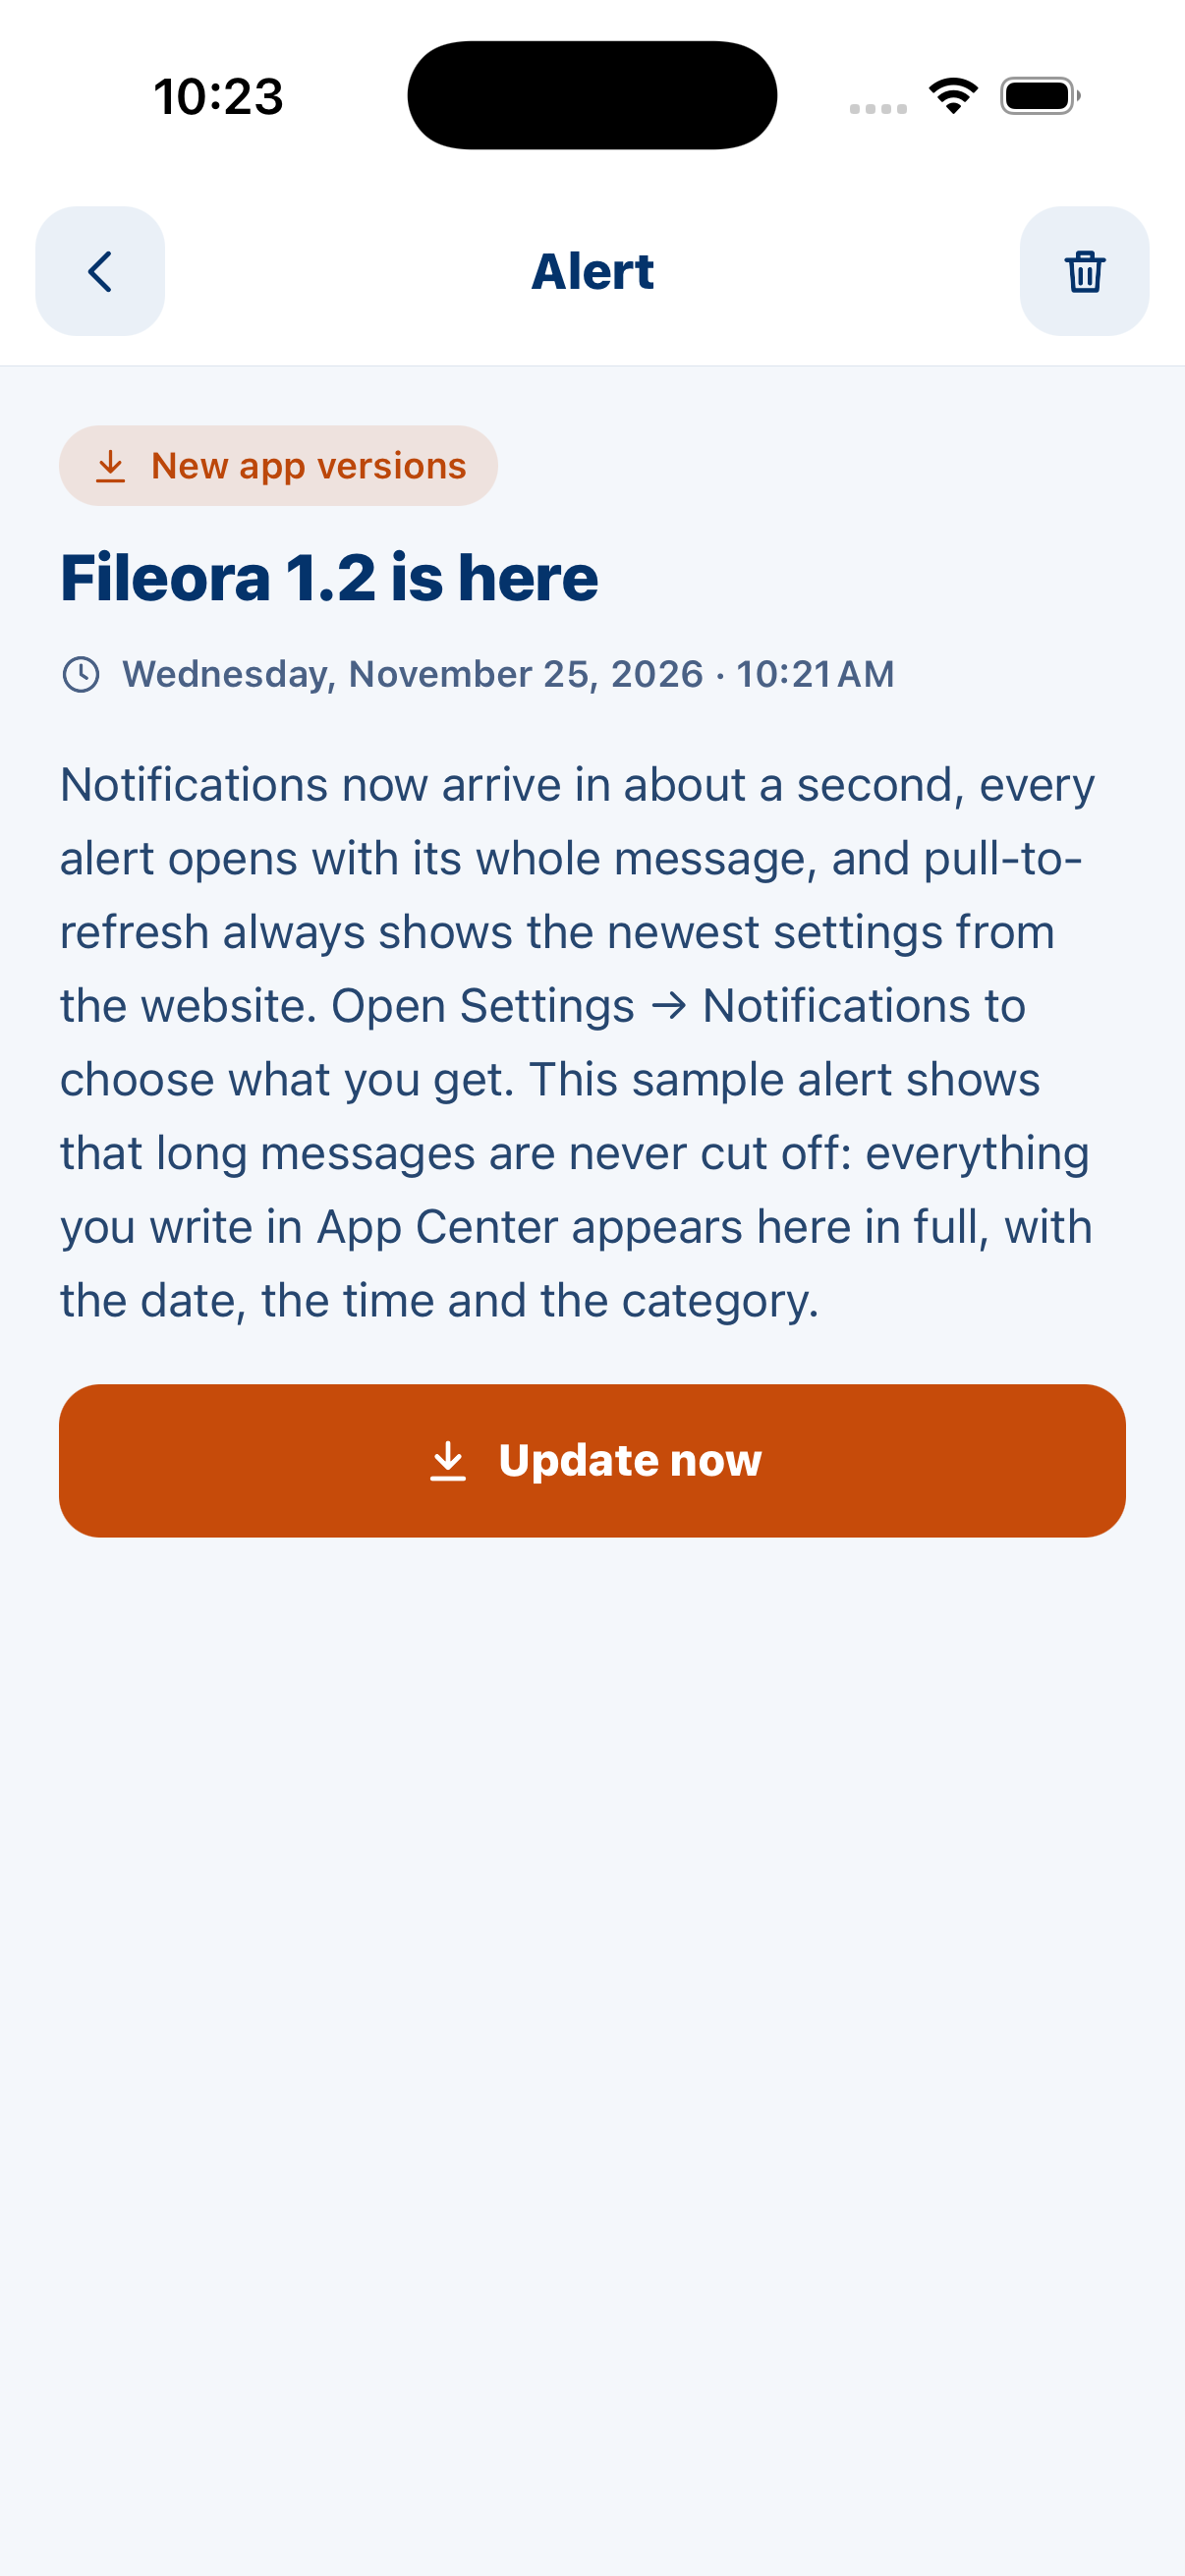 10:23
Alert
New app versions
Fileora 1.2 is here
Wednesday, November 25, 2026 · 10:21 AM
Notifications now arrive in about a second, every
alert opens with its whole message, and pull-to-
refresh always shows the newest settings from
the website. Open Settings → Notifications to
choose what you get. This sample alert shows
that long messages are never cut off: everything
you write in App Center appears here in full, with
the date, the time and the category.
Update now